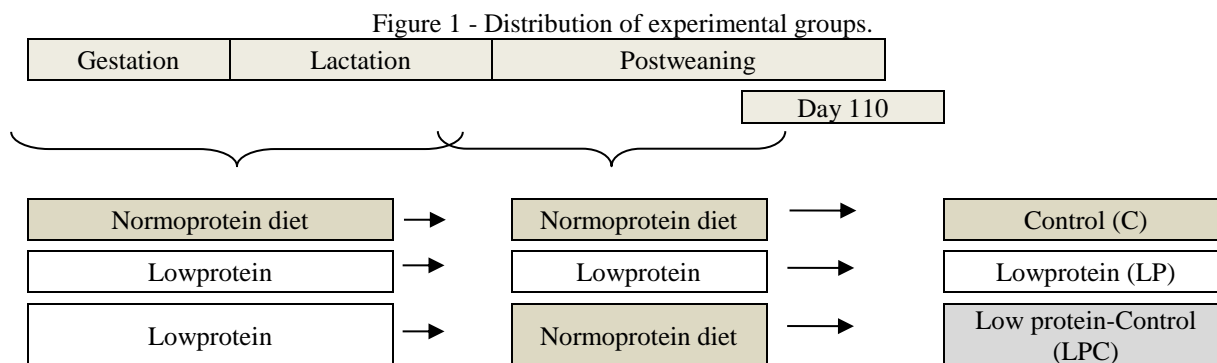 Figure 1 - Distribution of experimental groups.
Gestation Lactation Postweaning
Day 110
Normoprotein diet Normoprotein diet Control (C)
Lowprotein Lowprotein Lowprotein (LP)
Lowprotein Normoprotein diet Low protein-Control
(LPC)